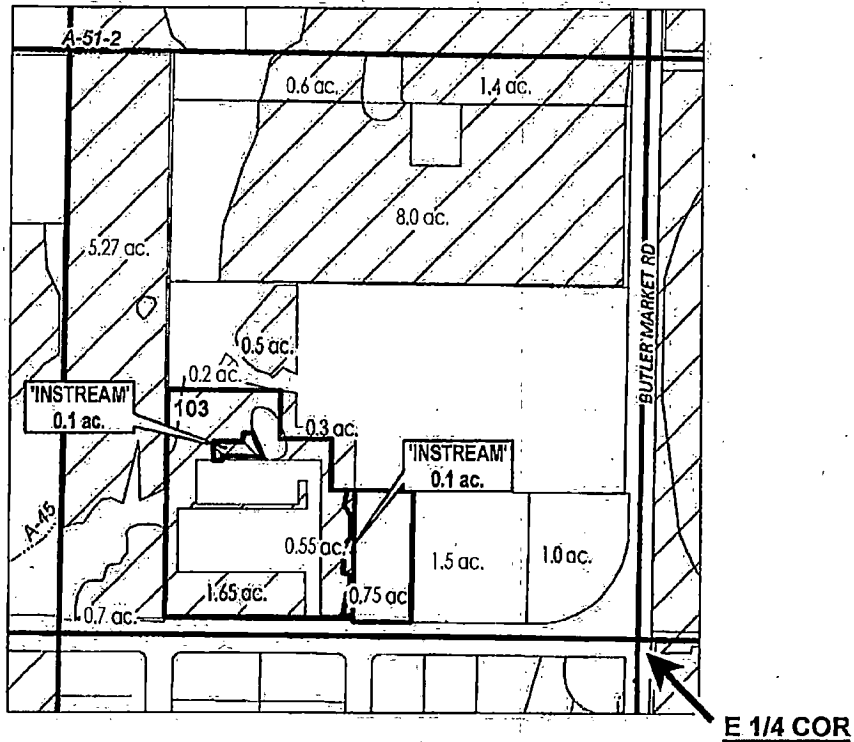 A-51-2
0.6 ac.
1.4 ac.
8.0 ac.
5.27 ac.
BUTLER MARKET RD
0.5 ac.
0.2 ac.
'INSTREAM'
0.1 ac.
103
0.3 ac.
'INSTREAM'
0.1 ac.
A-45
0.55 ac.
1.5 ac.
1.0 ac.
1.65 ac.
0.75 ac
0.7 ac.
E 1/4 COR